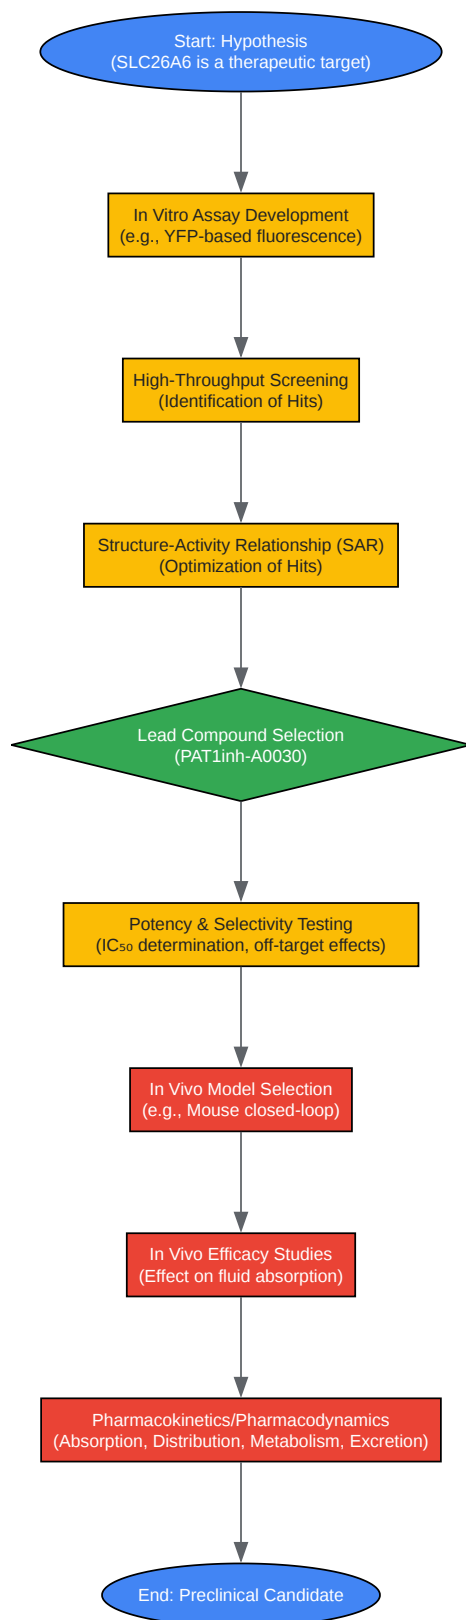 Start: Hypothesis
(SLC26A6 is a therapeutic target)
In Vitro Assay Development
(e.g., YFP-based fluorescence)
High-Throughput Screening
(Identification of Hits)
Structure-Activity Relationship (SAR)
(Optimization of Hits)
Lead Compound Selection
(PAT1inh-A0030)
Potency & Selectivity Testing
(IC₅₀ determination, off-target effects)
In Vivo Model Selection
(e.g., Mouse closed-loop)
In Vivo Efficacy Studies
(Effect on fluid absorption)
Pharmacokinetics/Pharmacodynamics
(Absorption, Distribution, Metabolism, Excretion)
End: Preclinical Candidate